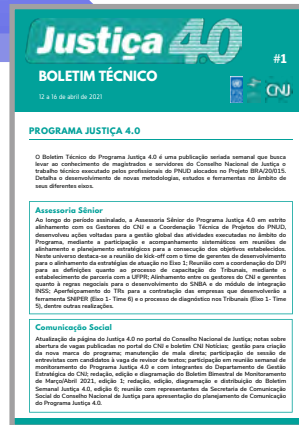 Justiça 4.0
#1
BOLETIM TÉCNICO
12 a 16 de abril de 2021
CNJ
PROGRAMA JUSTIÇA 4.0
O Boletim Técnico do Programa Justiça 4.0 é uma publicação seriada semanal que busca
levar ao conhecimento de magistrados e servidores do Conselho Nacional de Justiça o
trabalho técnico executado pelos profissionais do PNUD alocados no Projeto BRA/20/015.
Detalha o desenvolvimento de novas metodologias, estudos e ferramentas no âmbito de
seus diferentes eixos.
Assessoria Sênior
Ao longo do período assinalado, a Assessoria Sênior do Programa Justiça 4.0 em estrito
alinhamento com os Gestores do CNJ e a Coordenação Técnica de Projetos do PNUD,
desenvolveu ações voltadas para a gestão global das atividades executadas no âmbito do
Programa, mediante a participação e acompanhamento sistemáticos em reuniões de
alinhamento e planejamento estratégicos para a consecução dos objetivos estabelecidos.
Neste universo destaca-se a reunião de kick-off com o time de gerentes de desenvolvimento
para o alinhamento da estratégias de atuação no Eixo 1; Reunião com a coordenação do DPJ
para as definições quanto ao processo de capacitação do Tribunais, mediante o
estabelecimento de parceria com a UFPR; Alinhamento entre os gestores do CNJ e gerentes
quanto à regras negociais para o desenvolvimento do SNBA e do módulo de integração
INSS; Aperfeiçoamento do TRs para a contratação das empresas que desenvolverão a
ferramenta SNIPER (Eixo 1- Time 6) e o processo de diagnóstico nos Tribunais (Eixo 1- Time
5), dentre outras realizações.
Comunicação Social
Atualização da página do Justiça 4.0 no portal do Conselho Nacional de Justiça; notas sobre
abertura de vagas publicadas no portal do CNJ e boletim CNJ Notícias; gestão para criação
da nova marca do programa; manutenção de mala direta; participação de sessão de
entrevistas com candidatos à vaga de revisor de textos; participação em reunião semanal de
monitoramento do Programa Justiça 4.0 e com integrantes do Departamento de Gestão
Estratégica do CNJ; redação, edição e diagramação do Boletim Bimestral de Monitoramento
de Março/Abril 2021, edição 1; redação, edição, diagramação e distribuição do Boletim
Semanal Justiça 4.0, edição 6; reunião com representantes da Secretaria de Comunicação
Social do Conselho Nacional de Justiça para apresentação do planejamento de Comunicação
do Programa Justiça 4.0.